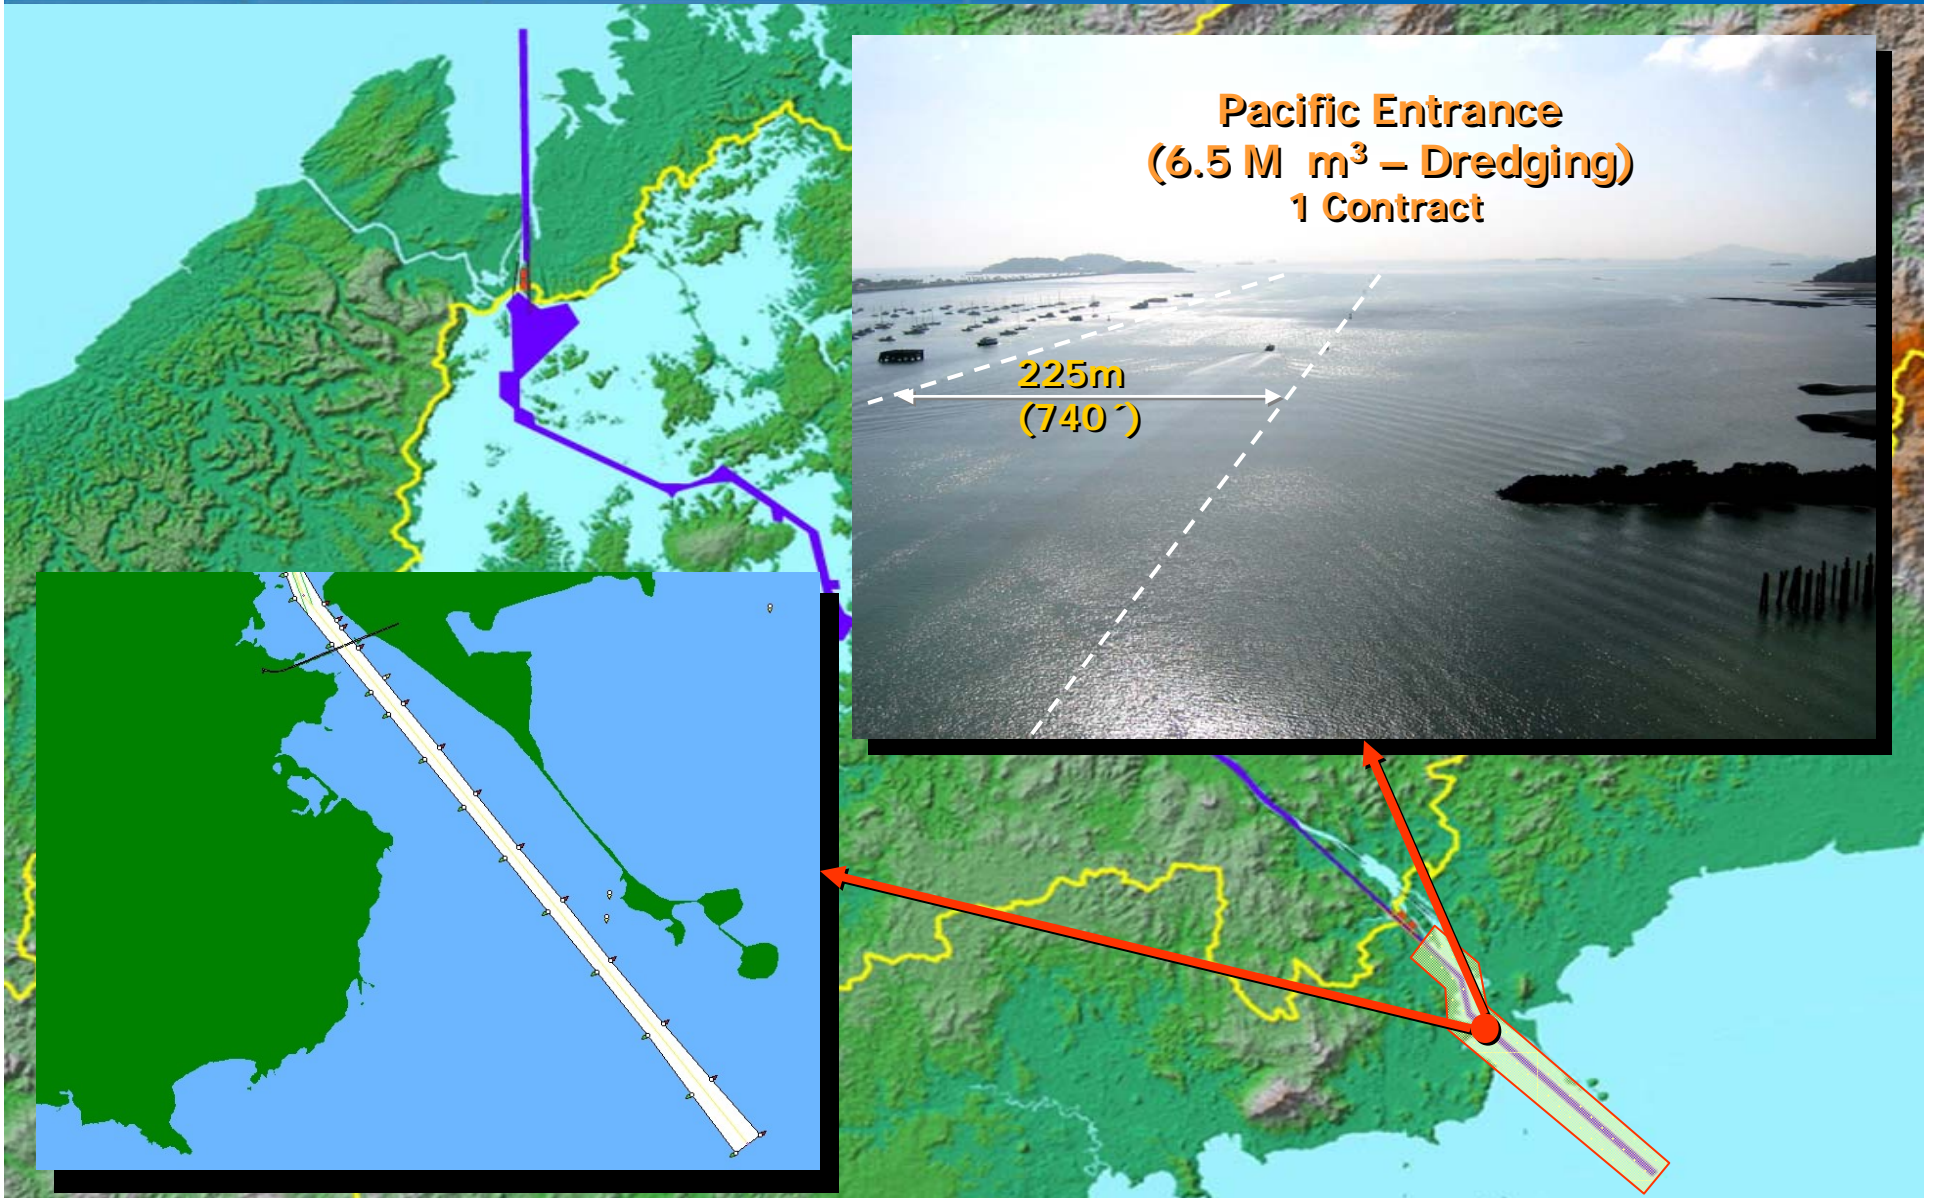 Pacific Entrance
(6.5 M m³ – Dredging)
1 Contract
225m
(740´)